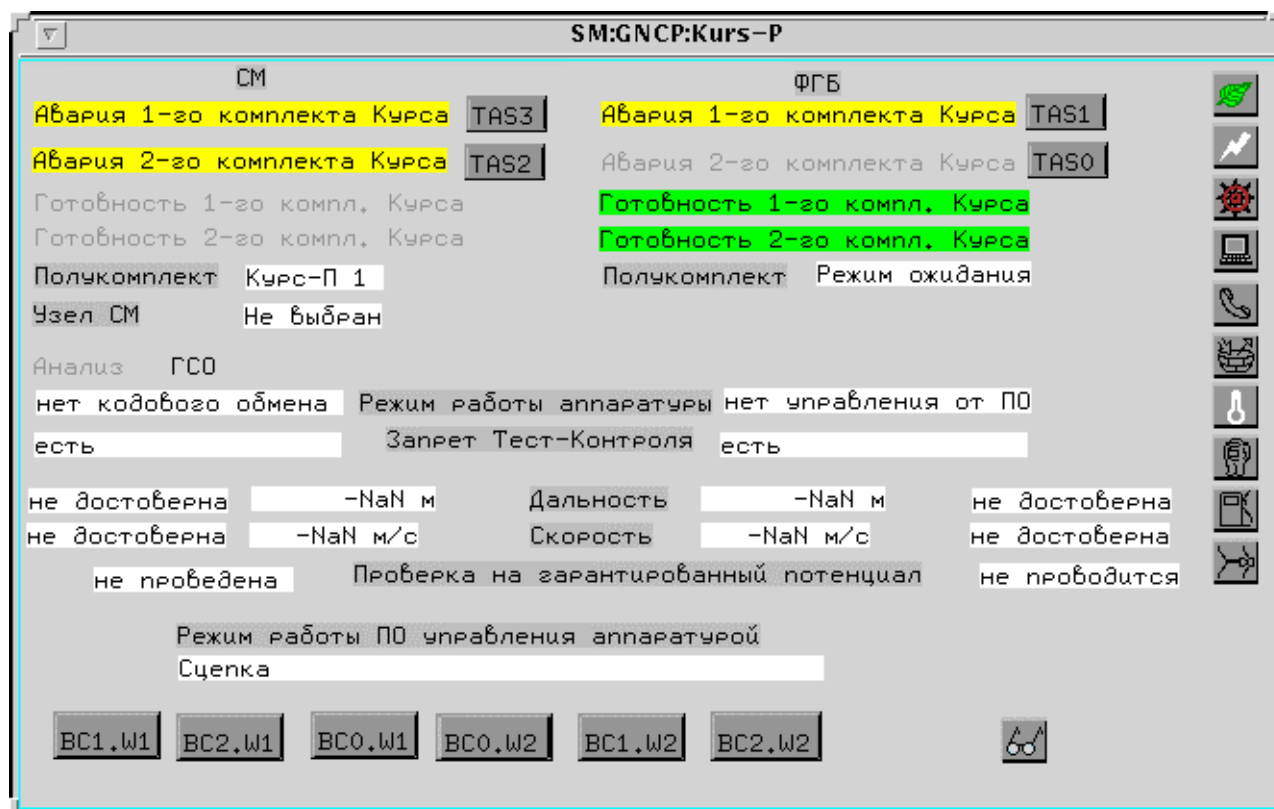 SM:GNCP:Kurs-P
СМ ФГБ
Авария 1-го комплекта Курса TAS3 Авария 1-го комплекта Курса TAS1
Авария 2-го комплекта Курса TAS2 Авария 2-го комплекта Курса TAS0
Готовность 1-го компл. Курса Готовность 1-го компл. Курса
Готовность 2-го компл. Курса Готовность 2-го компл. Курса
Полукомплект Курс-П 1 Полукомплект Режим ожидания
Узел СМ Не выбран
Анализ ГСО
нет кодового обмена Режим работы аппаратуры нет управления от ПО
есть Запрет Тест-Контроля есть
не достоверна -NaN м Дальность -NaN м не достоверна
не достоверна -NaN м/с Скорость -NaN м/с не достоверна
не проведена Проверка на гарантированный потенциал не проводится
Режим работы ПО управления аппаратурой
Сцепка
BC1.W1 BC2.W1 BC0.W1 BC0.W2 BC1.W2 BC2.W2